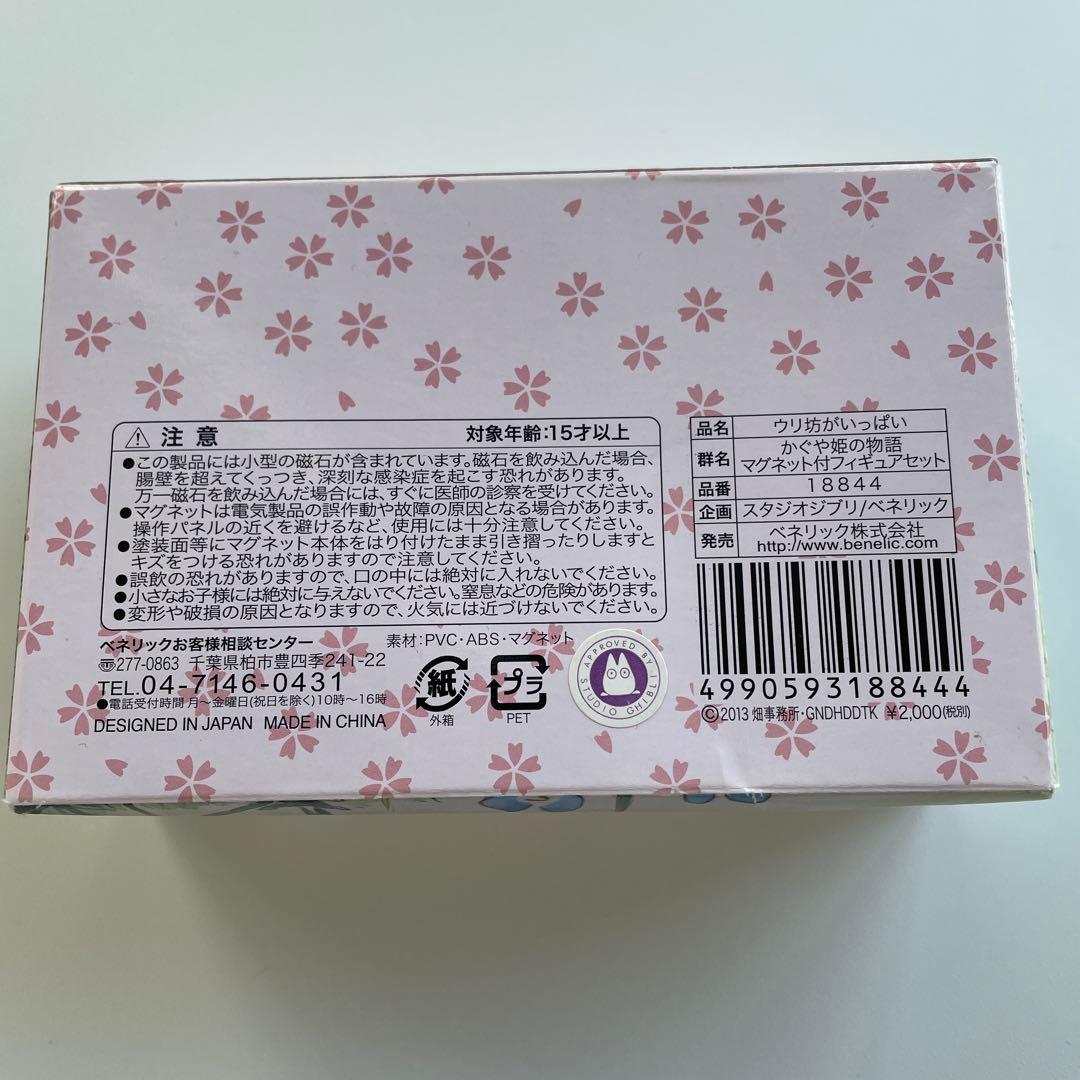 注意 対象年齢:15才以上
●この製品には小型の磁石が含まれています。磁石を飲み込んだ場合、
腸壁を超えてくっつき、深刻な感染症を起こす恐れがあります。
万一磁石を飲み込んだ場合には、すぐに医師の診察を受けてください。
●マグネットは電気製品の誤作動や故障の原因となる場合があります。
操作パネルの近くを避けるなど、使用には十分注意してください。
●塗装面等にマグネット本体をはり付けたまま引き摺ったりしますと
キズをつける恐れがありますので注意してください。
●誤飲の恐れがありますので、口の中には絶対に入れないでください。
●小さなお子様には絶対に与えないでください。窒息などの危険があります。
●変形や破損の原因となりますので、火気には近づけないでください。
ベネリックお客様相談センター
〠277-0863 千葉県柏市豊四季241-22
TEL.04-7146-0431
●電話受付時間 月〜金曜日(祝日を除く)10時〜16時
DESIGNED IN JAPAN MADE IN CHINA
素材:PVC・ABS・マグネット
紙
外箱
プラ
PET
APPROVED BY
STUDIO GHIBLI
品名 ウリ坊がいっぱい
群名 かぐや姫の物語
マグネット付フィギュアセット
品番 18844
企画 スタジオジブリ/ベネリック
発売 ベネリック株式会社
http://www.benelic.com
4990593188444
©2013 畑事務所・GNDHDDTK ¥2,000(税別)